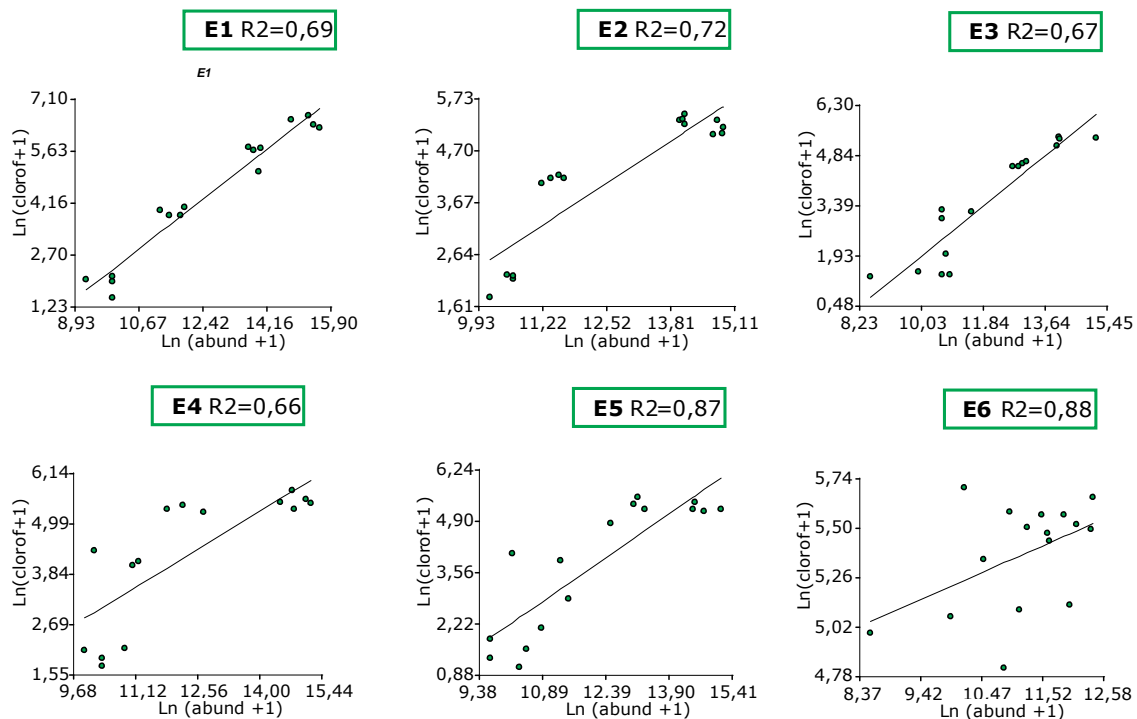 E1 R2=0,69
E1
Ln(clorof+1)
7,10
5,63
4,16
2,70
1,23
8,93 10,67 12,42 14,16 15,90
Ln (abund +1)
E2 R2=0,72
Ln(clorof+1)
5,73
4,70
3,67
2,64
1,61
9,93 11,22 12,52 13,81 15,11
Ln (abund +1)
E3 R2=0,67
Ln(clorof+1)
6,30
4,84
3,39
1,93
0,48
8,23 10,03 11,84 13,64 15,45
Ln (abund +1)
E4 R2=0,66
Ln(clorof+1)
6,14
4,99
3,84
2,69
1,55
9,68 11,12 12,56 14,00 15,44
Ln (abund +1)
E5 R2=0,87
Ln(clorof+1)
6,24
4,90
3,56
2,22
0,88
9,38 10,89 12,39 13,90 15,41
Ln (abund +1)
E6 R2=0,88
Ln(clorof+1)
5,74
5,50
5,26
5,02
4,78
8,37 9,42 10,47 11,52 12,58
Ln (abund +1)